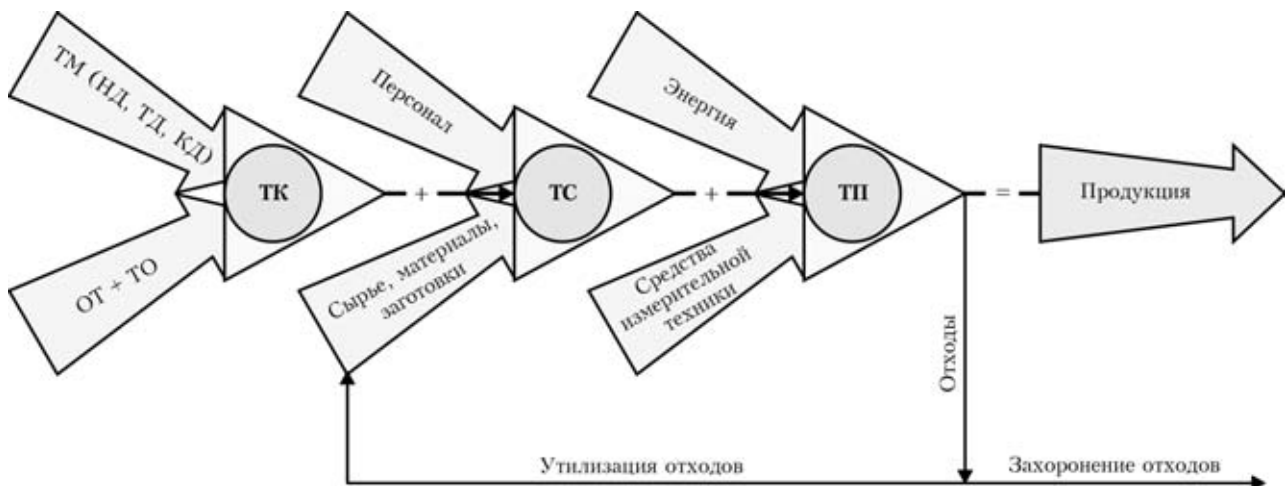 ТМ (НД, ТД, КД)
ОТ + ТО
ТК
+
Персонал
Сырье, материалы,
заготовки
ТС
+
Энергия
Средства
измерительной
техники
ТП
=
Продукция
Отходы
Утилизация отходов
Захоронение отходов